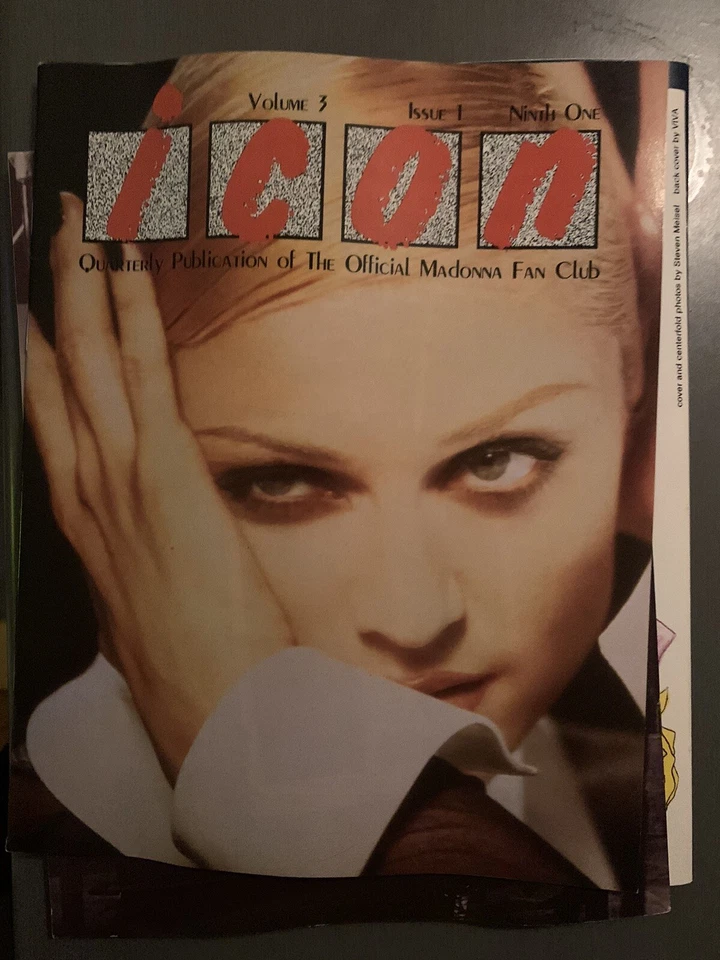 Volume 3 Issue 1 Ninth One
icon
Quarterly Publication of The Official Madonna Fan Club
cover and centerfold photos by Steven Meisel back cover by VIVA